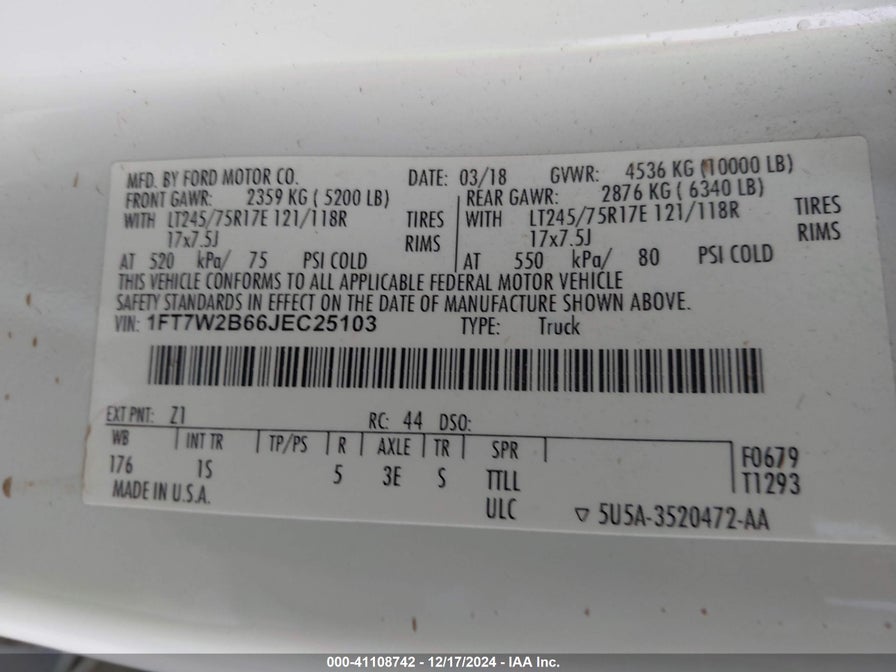 MFD. BY FORD MOTOR CO. DATE: 03/18 GVWR: 4536 KG (10000 LB)
FRONT GAWR: 2359 KG ( 5200 LB) REAR GAWR: 2876 KG ( 6340 LB)
WITH LT245/75R17E 121/118R TIRES WITH LT245/75R17E 121/118R TIRES
17x7.5J RIMS 17x7.5J RIMS
AT 520 kPa/ 75 PSI COLD AT 550 kPa/ 80 PSI COLD
THIS VEHICLE CONFORMS TO ALL APPLICABLE FEDERAL MOTOR VEHICLE
SAFETY STANDARDS IN EFFECT ON THE DATE OF MANUFACTURE SHOWN ABOVE.
VIN: 1FT7W2B66JEC25103 TYPE: Truck
EXT PNT: Z1 RC: 44 DSO:
WB INT TR TP/PS R AXLE TR SPR F0679
176 1S 5 3E S TTLL T1293
MADE IN U.S.A. ULC ▽ 5U5A-3520472-AA
000-41108742 - 12/17/2024 - IAA Inc.